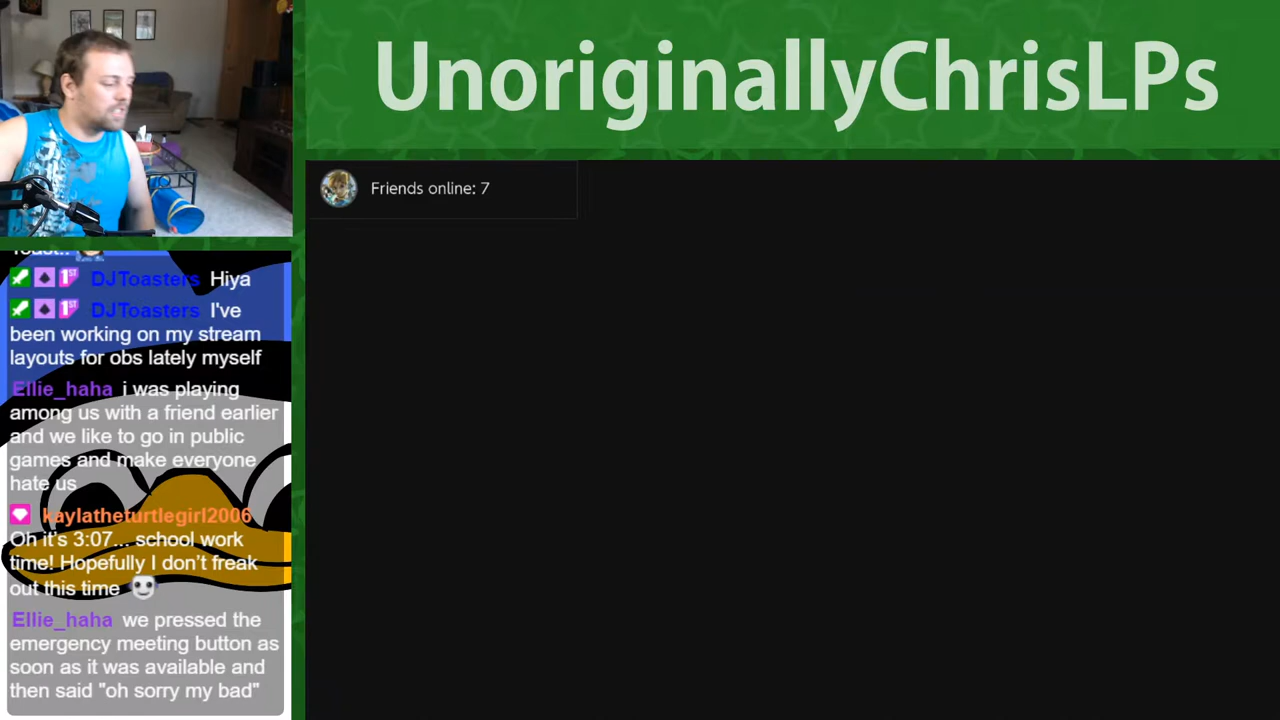 UnoriginallyChrisLPs
Friends online: 7
DJToasters Hiya
DJToasters I've
been working on my stream
layouts for obs lately myself
Ellie_haha i was playing
among us with a friend earlier
and we like to go in public
games and make everyone
hate us
kaylatheturtlegirl2006
Oh it's 3:07... school work
time! Hopefully I don't freak
out this time
Ellie_haha we pressed the
emergency meeting button as
soon as it was available and
then said "oh sorry my bad"